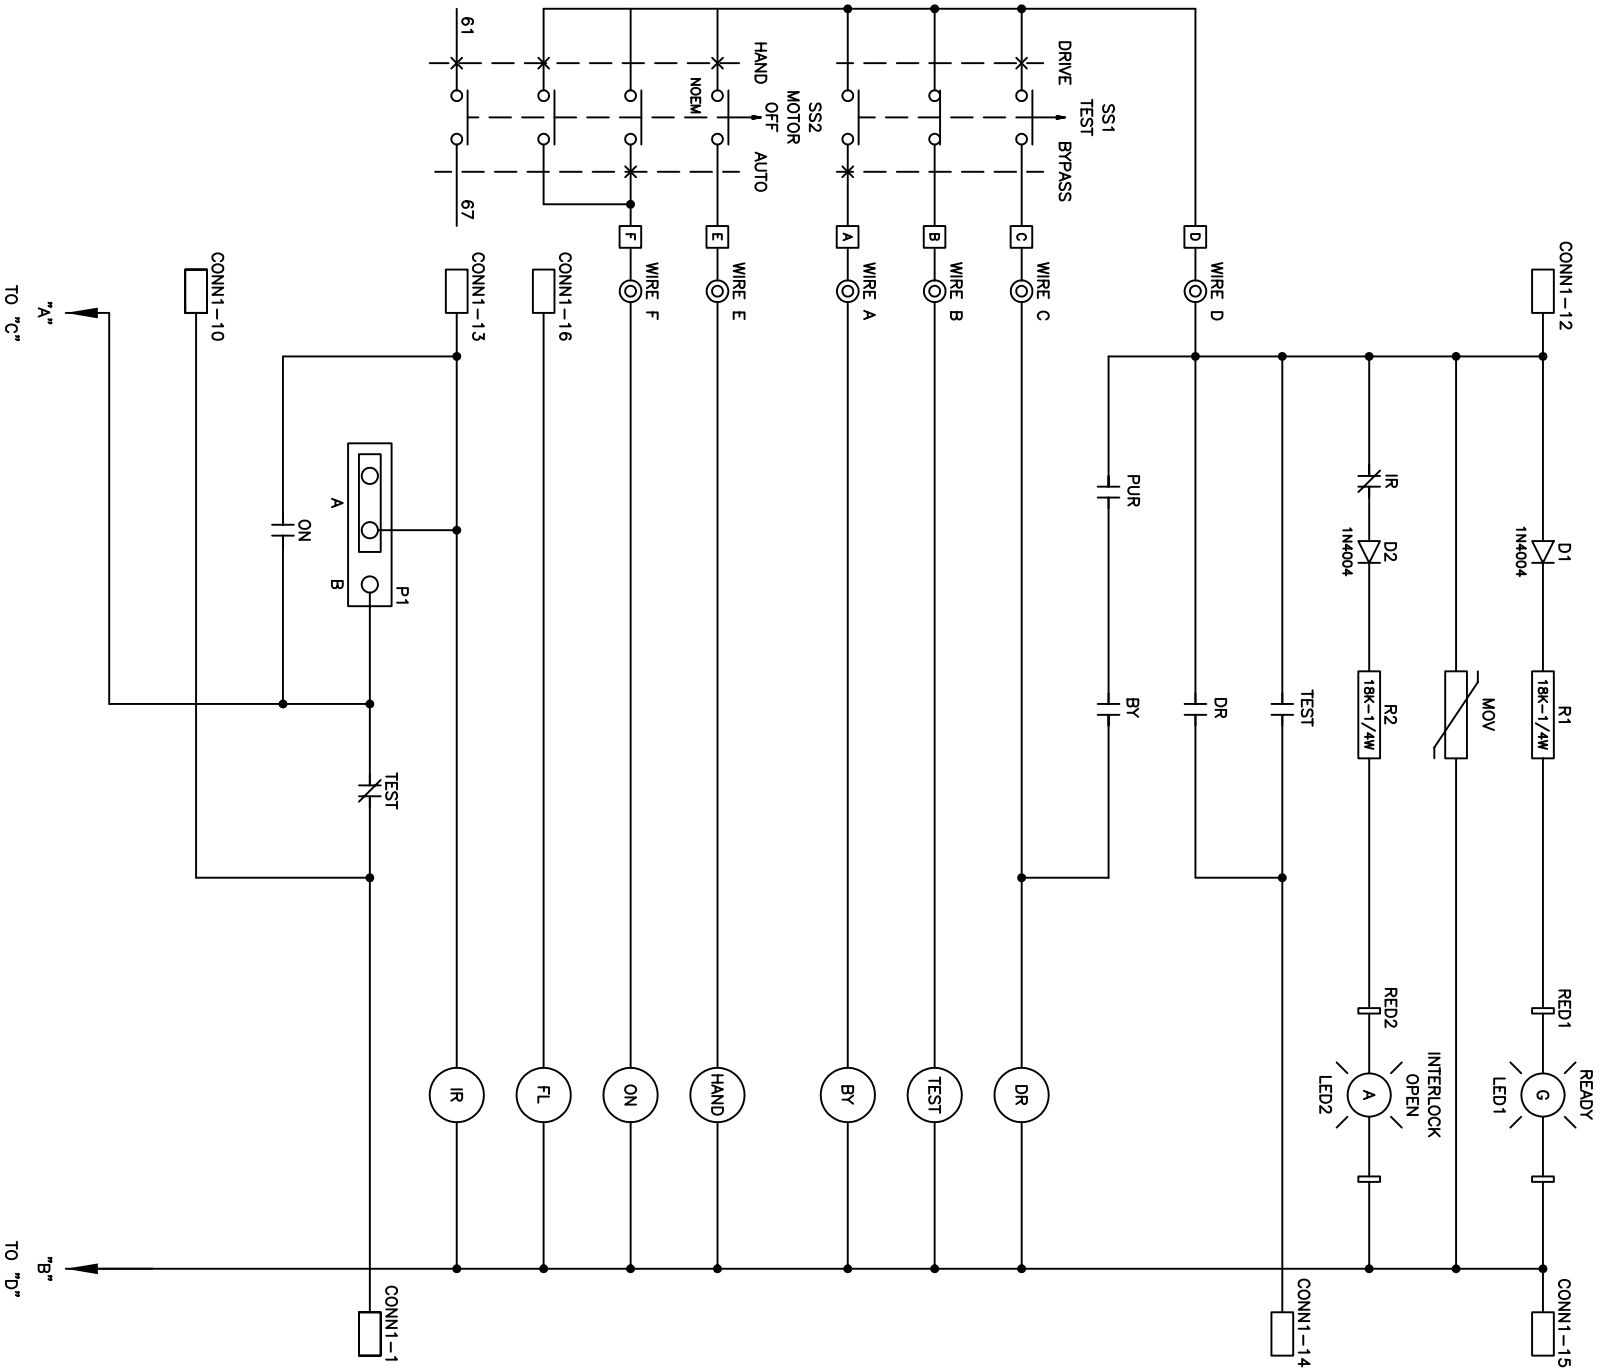 CONN1-12
D1
1N4004
R1
18K-1/4W
RED1
READY
G
LED1
CONN1-15
MOV
IR
D2
1N4004
R2
18K-1/4W
RED2
INTERLOCK
OPEN
A
LED2
TEST
CONN1-14
D
WIRE D
DR
PUR
BY
SS1
DRIVE
TEST
BYPASS
C
WIRE C
DR
B
WIRE B
TEST
A
WIRE A
BY
SS2
MOTOR
HAND
OFF
AUTO
NOEM
E
WIRE E
HAND
F
WIRE F
ON
CONN1-16
FL
61
67
CONN1-13
IR
P1
A
B
TEST
CONN1-1
ON
CONN1-10
"A"
TO "C"
"B"
TO "D"